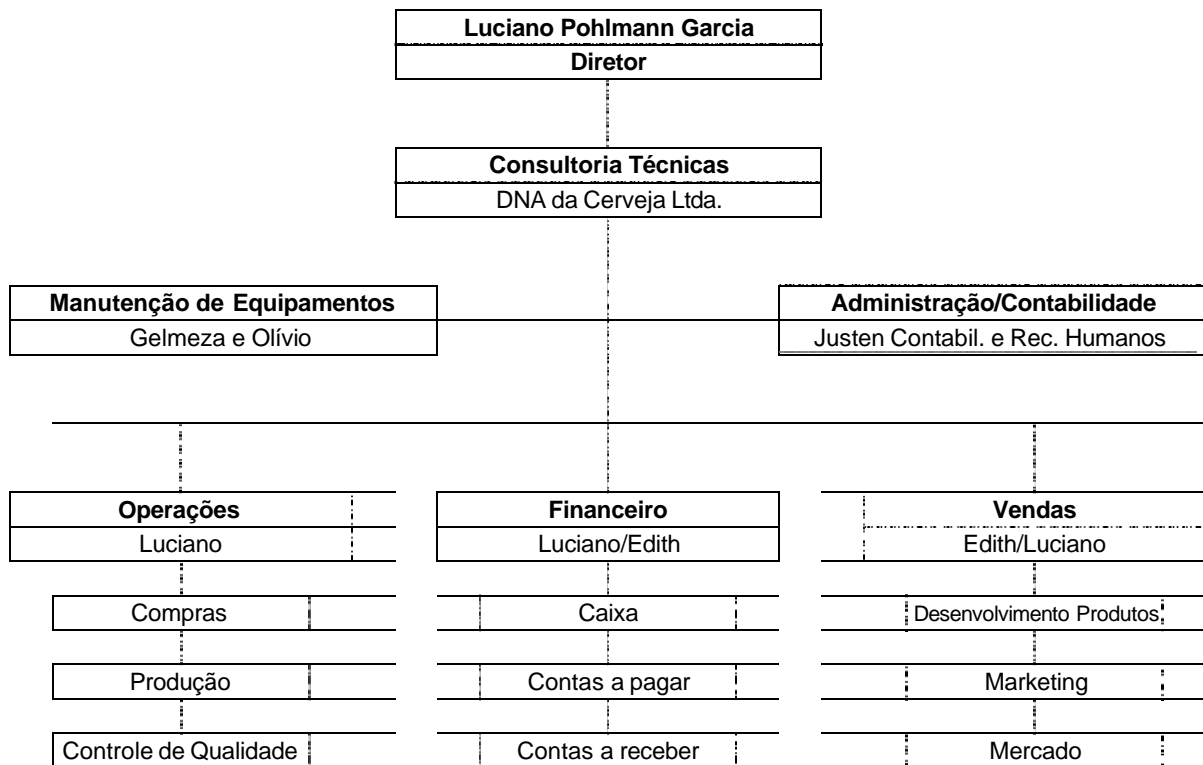 Luciano Pohlmann Garcia
Diretor
Consultoria Técnicas
DNA da Cerveja Ltda.
Manutenção de Equipamentos
Gelmeza e Olívio
Administração/Contabilidade
Justen Contabil. e Rec. Humanos
Operações
Luciano
Financeiro
Luciano/Edith
Vendas
Edith/Luciano
Compras
Caixa
Desenvolvimento Produtos
Produção
Contas a pagar
Marketing
Controle de Qualidade
Contas a receber
Mercado